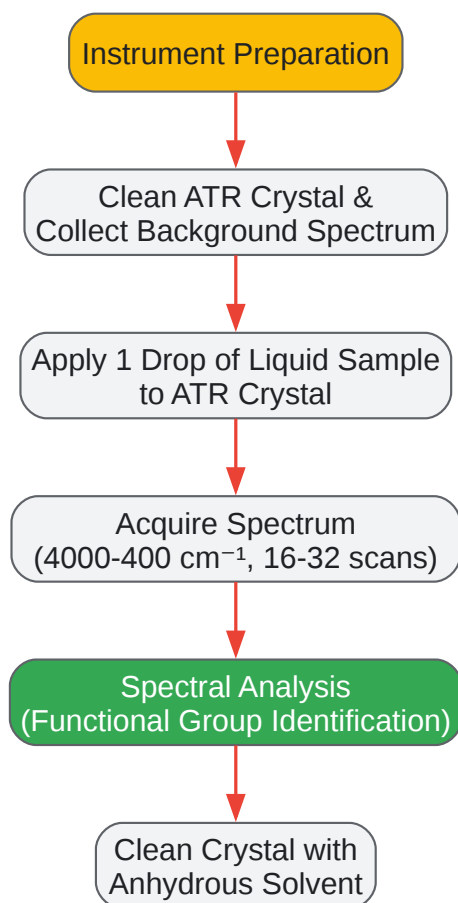 Instrument Preparation
Clean ATR Crystal &
Collect Background Spectrum
Apply 1 Drop of Liquid Sample
to ATR Crystal
Acquire Spectrum
(4000-400 cm⁻¹, 16-32 scans)
Spectral Analysis
(Functional Group Identification)
Clean Crystal with
Anhydrous Solvent